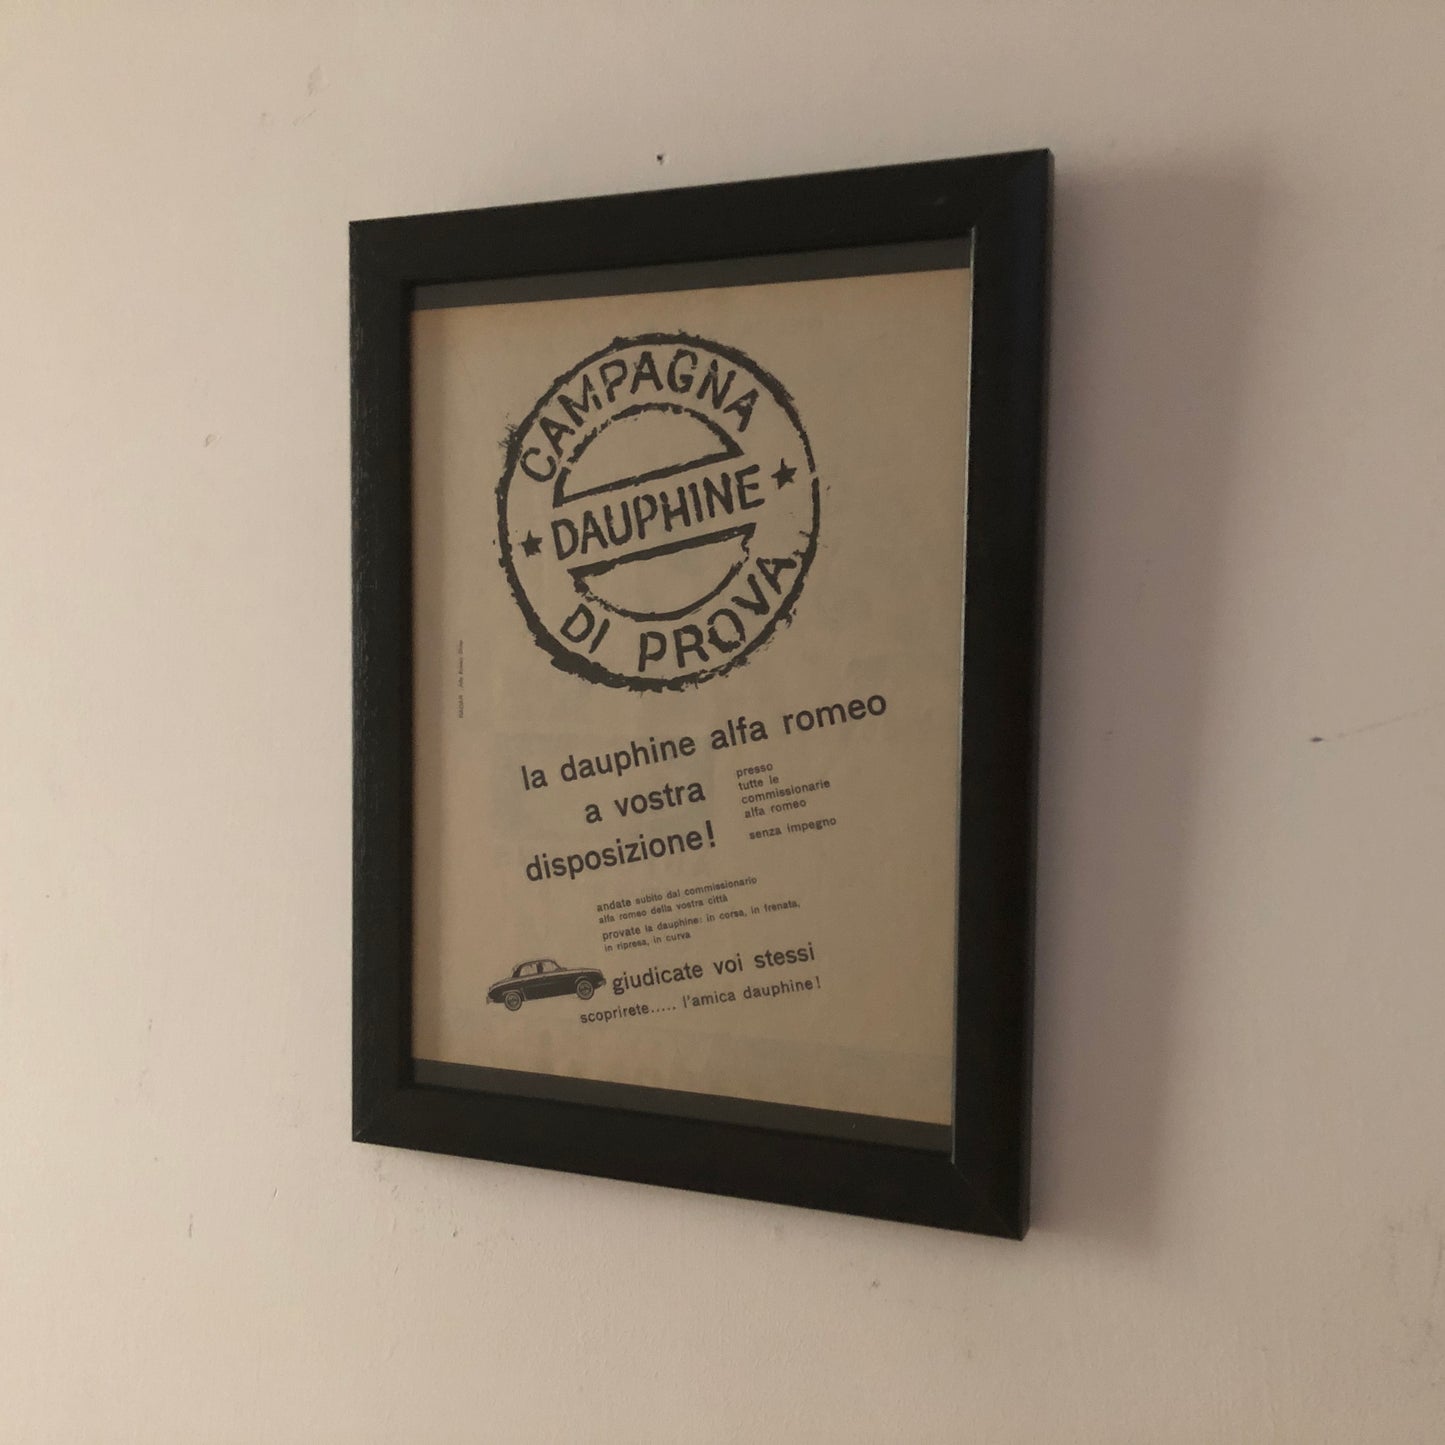 CAMPAGNA
★ DAUPHINE ★
DI PROVA
la dauphine alfa romeo
a vostra
disposizione!
presso
tutte le
commissionarie
alfa romeo
senza impegno
andate subito dal commissionario
alfa romeo della vostra città
provate la dauphine: in corsa, in frenata,
in ripresa, in curva
giudicate voi stessi
scoprirete..... l'amica dauphine!